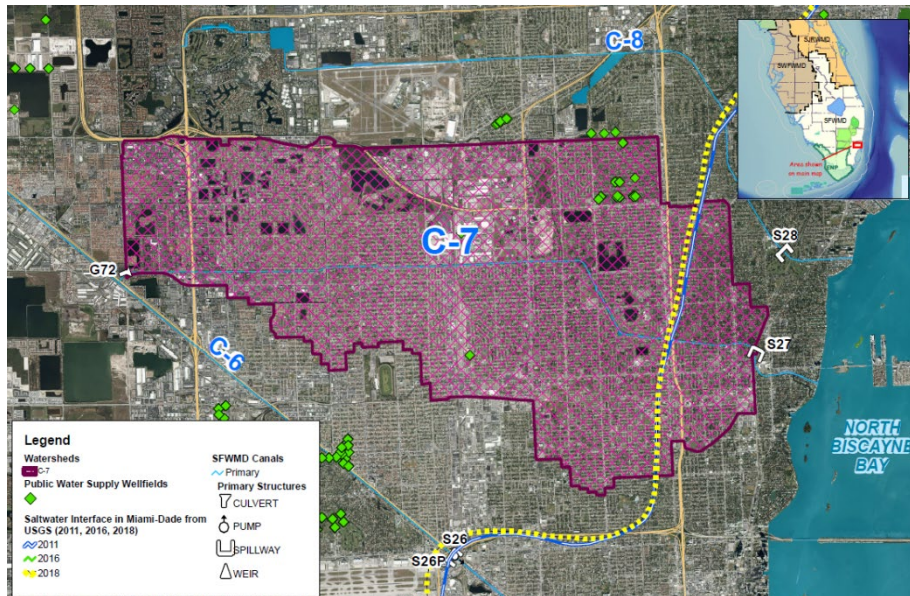 C-8
SWFWMD
SJRWMD
SFWMD
ENP
Area shown
on main map
C-7
S28
G72
C-6
S27
NORTH
BISCAYNE
BAY
S26
S26P
Legend
Watersheds
C-7
Public Water Supply Wellfields
Saltwater Interface in Miami-Dade from
USGS (2011, 2016, 2018)
2011
2016
2018
SFWMD Canals
Primary
Primary Structures
CULVERT
PUMP
SPILLWAY
WEIR